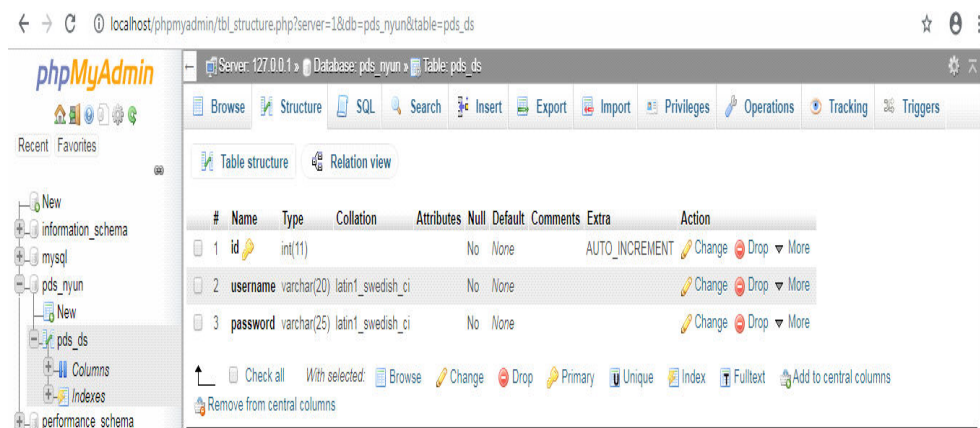 localhost/phpmyadmin/tbl_structure.php?server=1&db=pds_nyun&table=pds_ds
phpMyAdmin
Recent Favorites
New
information_schema
mysql
pds_nyun
New
pds_ds
Columns
Indexes
performance_schema
Server: 127.0.0.1 » Database: pds_nyun » Table: pds_ds
Browse Structure SQL Search Insert Export Import Privileges Operations Tracking Triggers
Table structure Relation view
# Name Type Collation Attributes Null Default Comments Extra Action
1 id int(11) No None AUTO_INCREMENT Change Drop More
2 username varchar(20) latin1_swedish_ci No None Change Drop More
3 password varchar(25) latin1_swedish_ci No None Change Drop More
Check all With selected: Browse Change Drop Primary Unique Index Fulltext Add to central columns
Remove from central columns